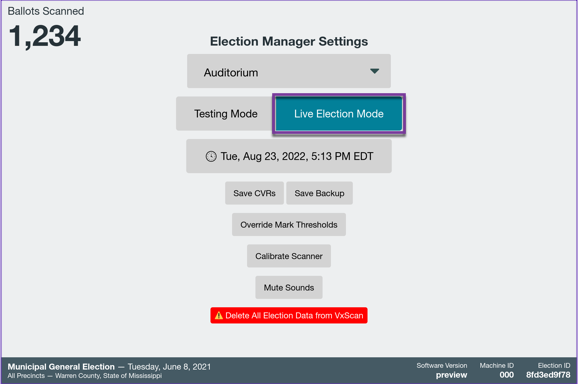 Ballots Scanned
1,234
Election Manager Settings
Auditorium
Testing Mode
Live Election Mode
Tue, Aug 23, 2022, 5:13 PM EDT
Save CVRs
Save Backup
Override Mark Thresholds
Calibrate Scanner
Mute Sounds
Delete All Election Data from VxScan
Municipal General Election — Tuesday, June 8, 2021
All Precincts — Warren County, State of Mississippi
Software Version
preview
Machine ID
000
Election ID
8fd3ed9f78